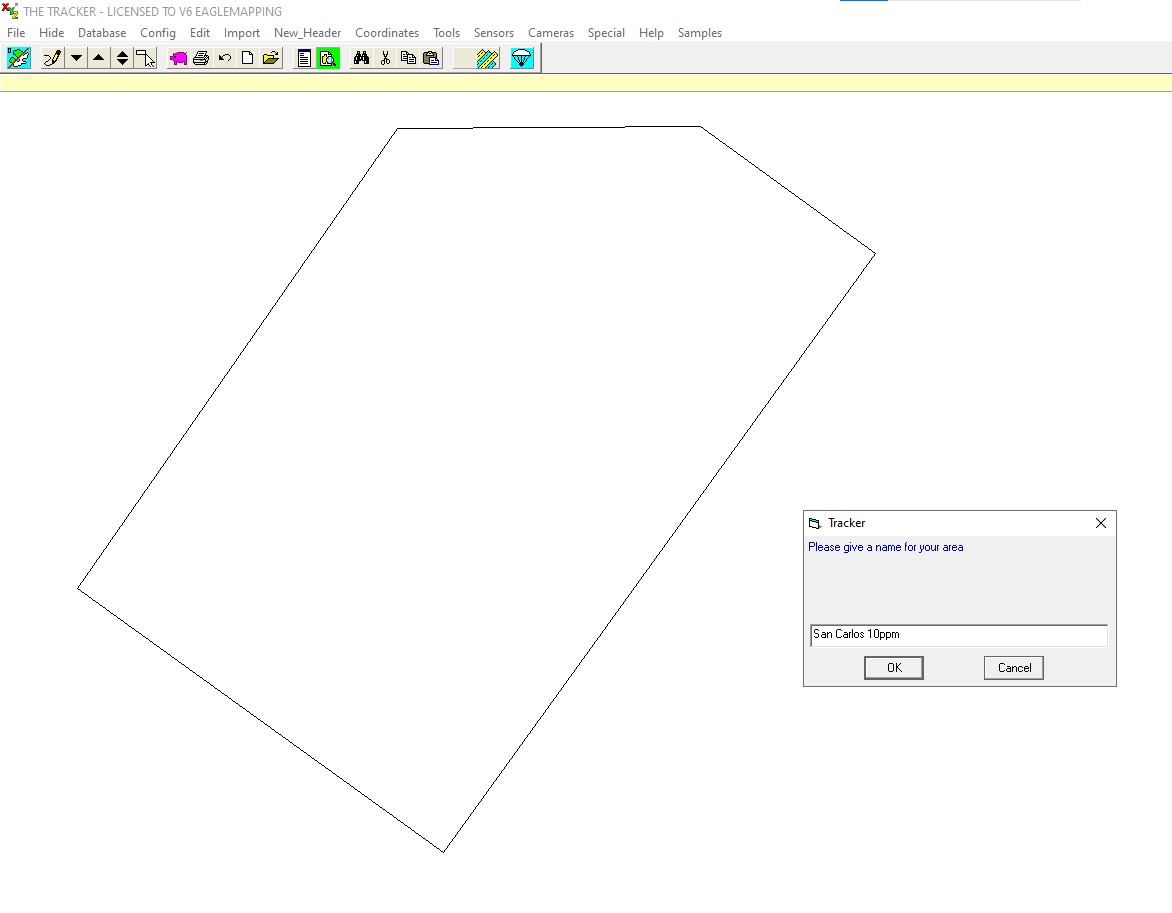 THE TRACKER - LICENSED TO V6 EAGLEMAPPING
File Hide Database Config Edit Import New_Header Coordinates Tools Sensors Cameras Special Help Samples
Tracker
Please give a name for your area
San Carlos 10ppm
OK Cancel